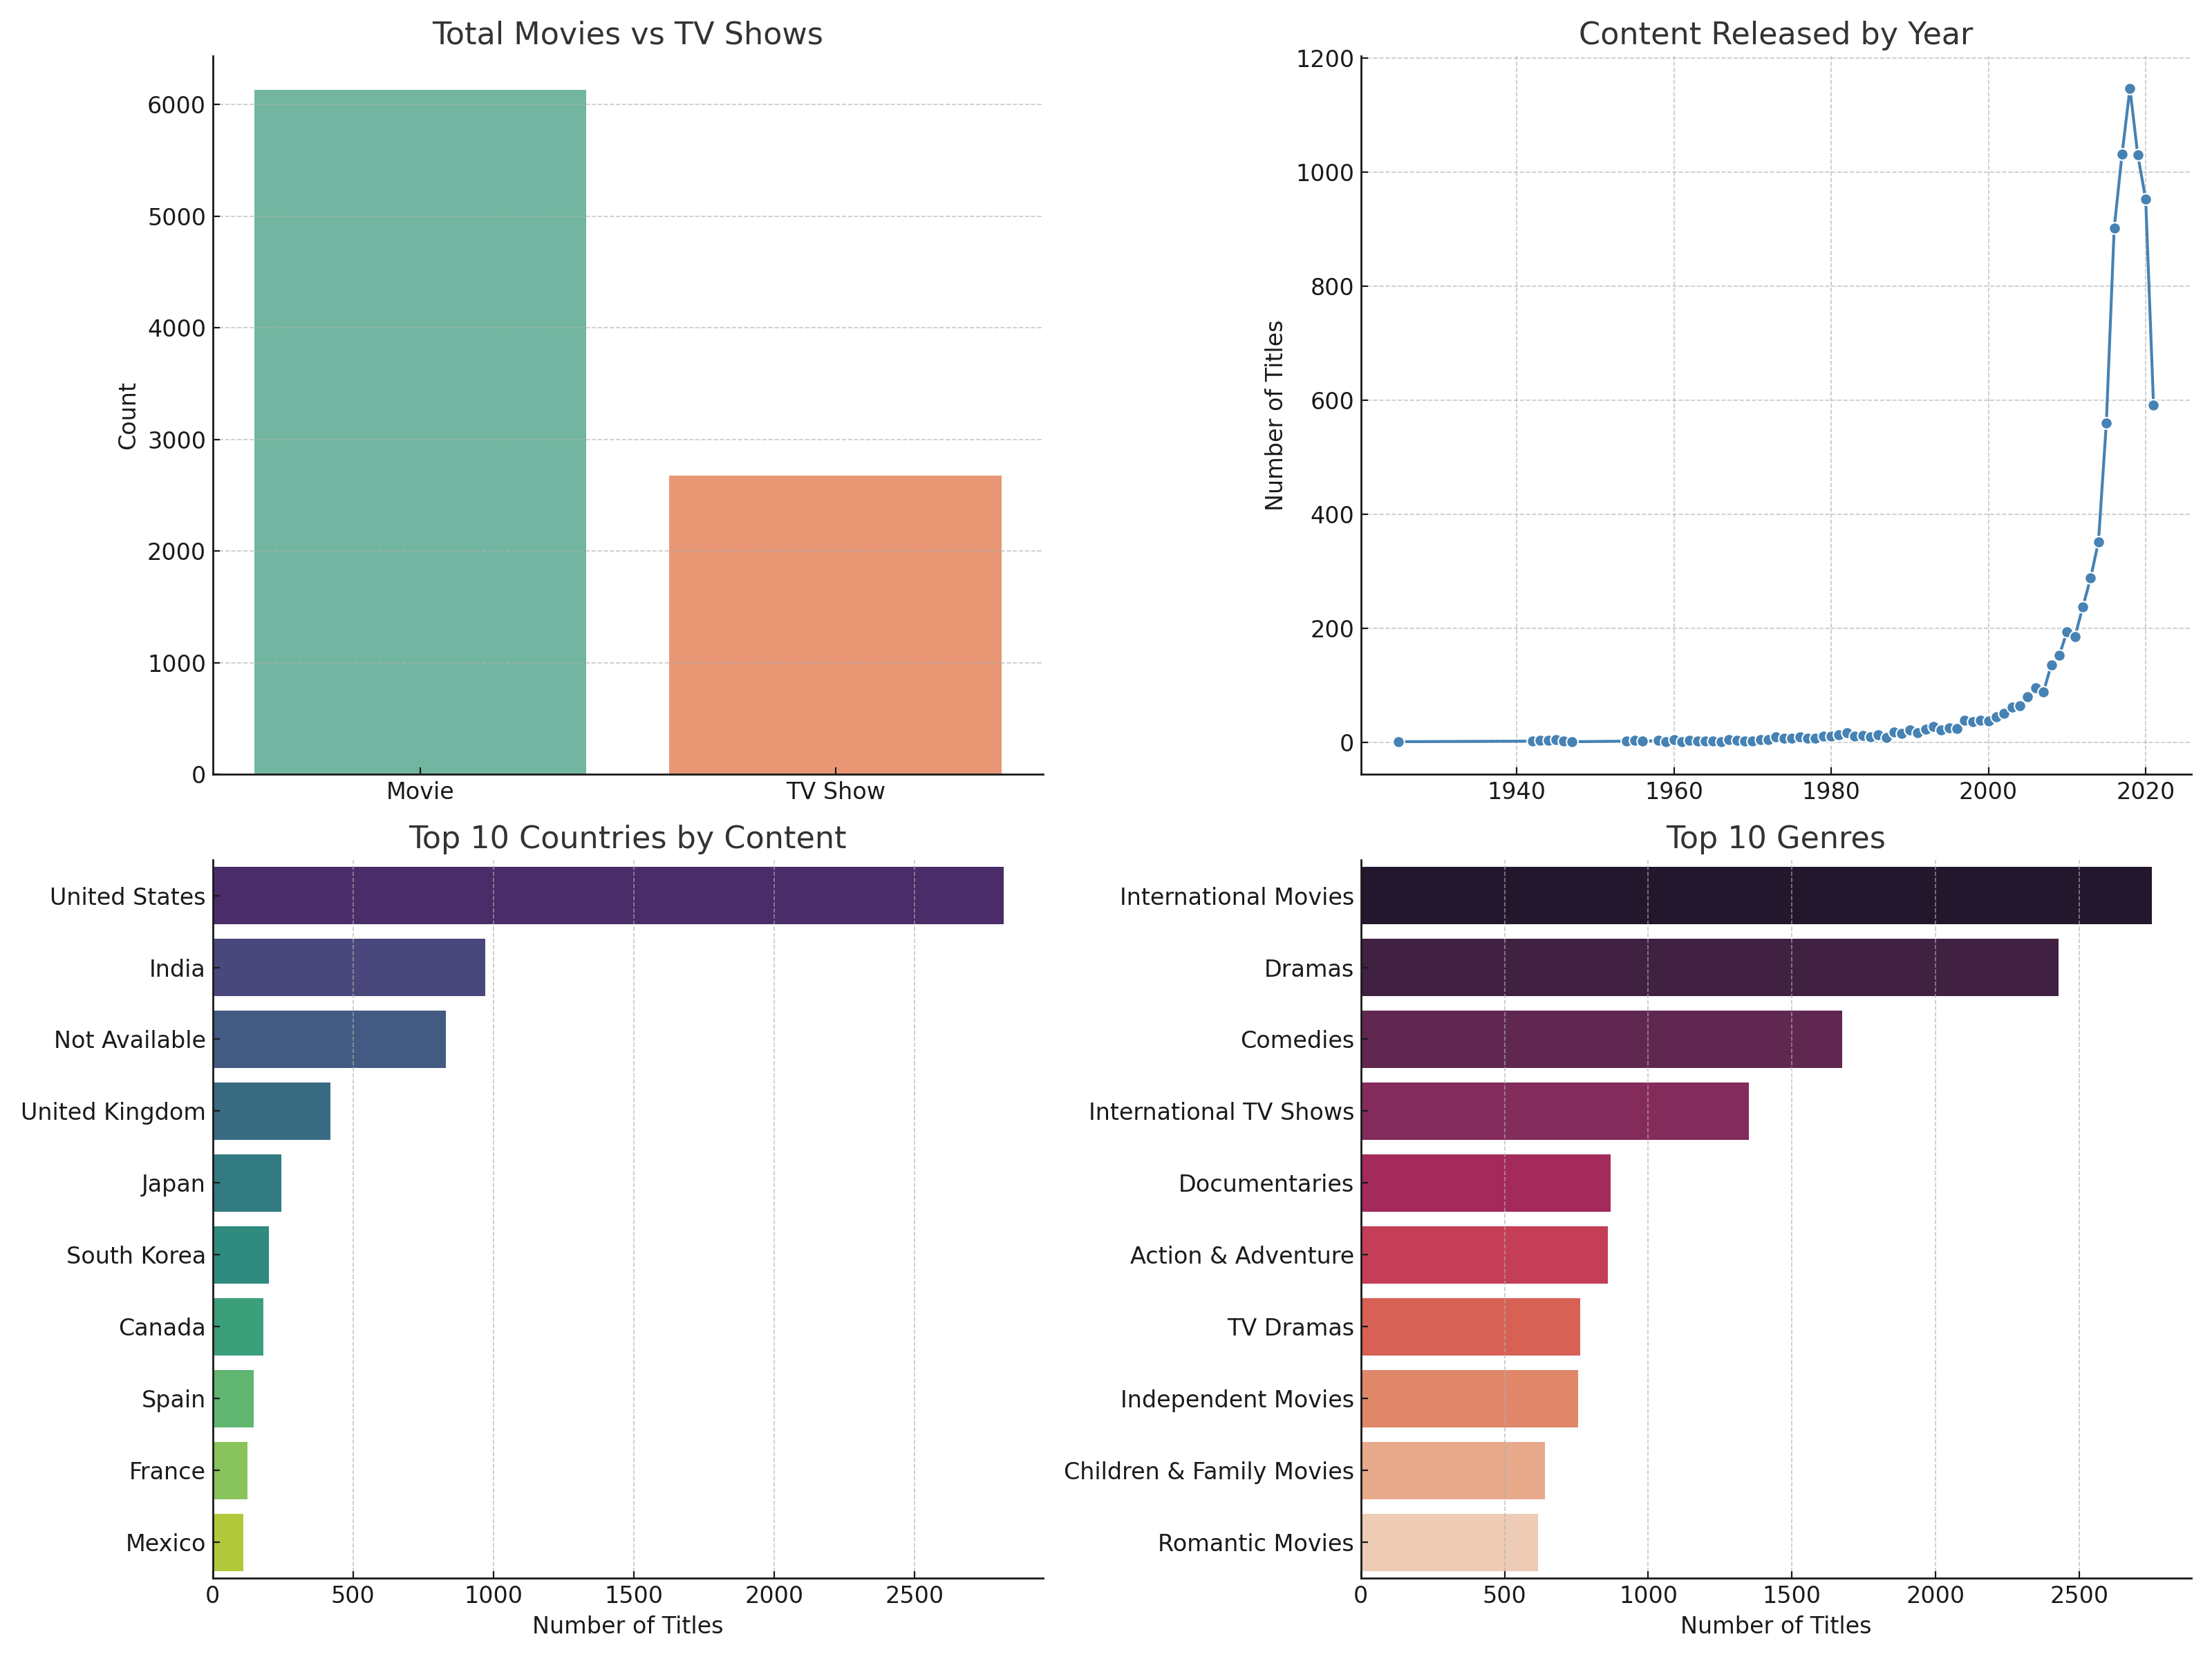 Total Movies vs TV Shows
Count
6000
5000
4000
3000
2000
1000
0
Movie
TV Show
Content Released by Year
Number of Titles
1200
1000
800
600
400
200
0
1940
1960
1980
2000
2020
Top 10 Countries by Content
United States
India
Not Available
United Kingdom
Japan
South Korea
Canada
Spain
France
Mexico
0
500
1000
1500
2000
2500
Number of Titles
Top 10 Genres
International Movies
Dramas
Comedies
International TV Shows
Documentaries
Action & Adventure
TV Dramas
Independent Movies
Children & Family Movies
Romantic Movies
0
500
1000
1500
2000
2500
Number of Titles